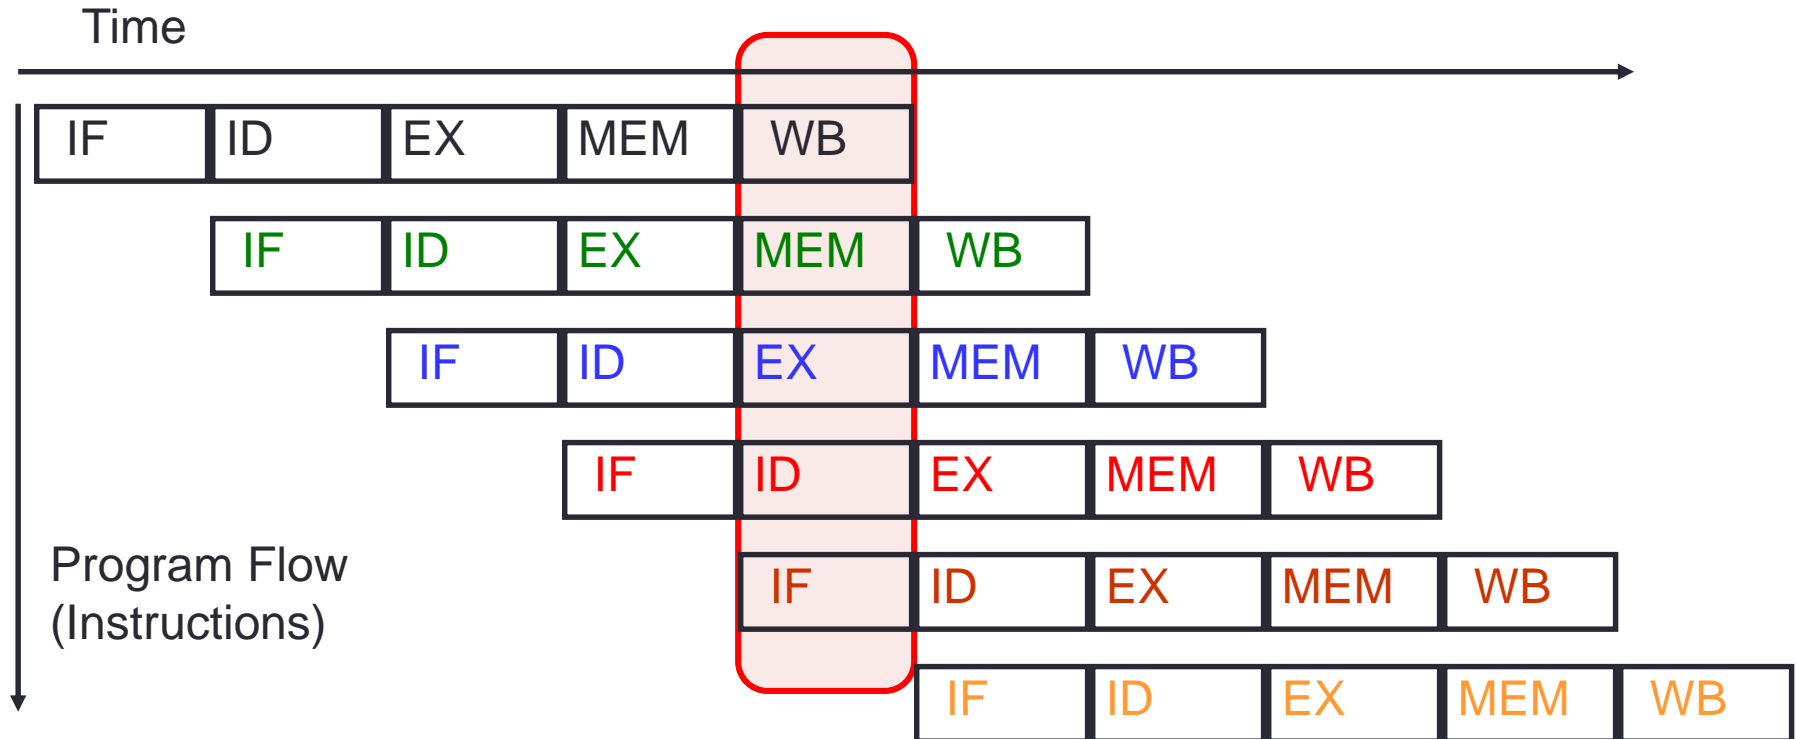 Time
IF ID EX MEM WB
IF ID EX MEM WB
IF ID EX MEM WB
IF ID EX MEM WB
Program Flow
(Instructions)
IF ID EX MEM WB
IF ID EX MEM WB